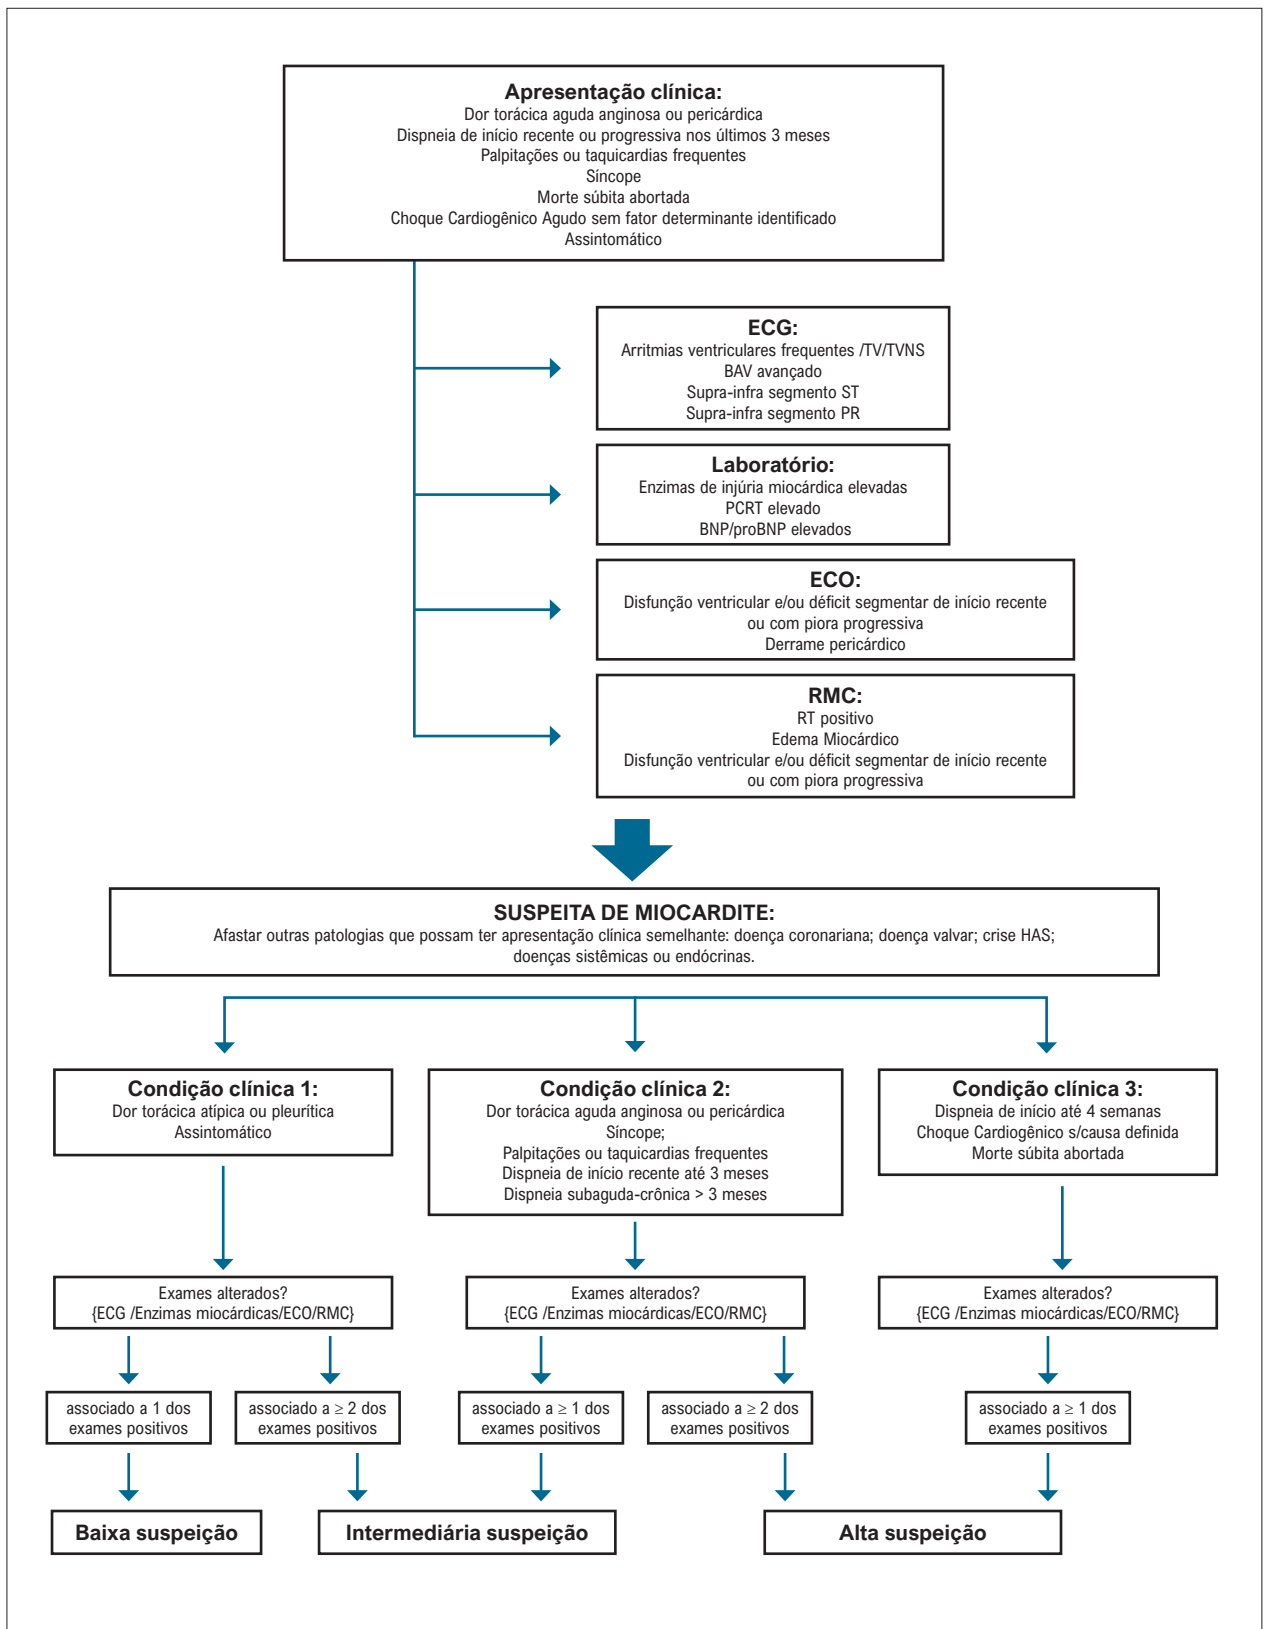 Apresentação clínica:
Dor torácica aguda anginosa ou pericárdica
Dispneia de início recente ou progressiva nos últimos 3 meses
Palpitações ou taquicardias frequentes
Síncope
Morte súbita abortada
Choque Cardiogênico Agudo sem fator determinante identificado
Assintomático
ECG:
Arritmias ventriculares frequentes /TV/TVNS
BAV avançado
Supra-infra segmento ST
Supra-infra segmento PR
Laboratório:
Enzimas de injúria miocárdica elevadas
PCRT elevado
BNP/proBNP elevados
ECO:
Disfunção ventricular e/ou déficit segmentar de início recente
ou com piora progressiva
Derrame pericárdico
RMC:
RT positivo
Edema Miocárdico
Disfunção ventricular e/ou déficit segmentar de início recente
ou com piora progressiva
SUSPEITA DE MIOCARDITE:
Afastar outras patologias que possam ter apresentação clínica semelhante: doença coronariana; doença valvar; crise HAS;
doenças sistêmicas ou endócrinas.
Condição clínica 1:
Dor torácica atípica ou pleurítica
Assintomático
Condição clínica 2:
Dor torácica aguda anginosa ou pericárdica
Síncope;
Palpitações ou taquicardias frequentes
Dispneia de início recente até 3 meses
Dispneia subaguda-crônica > 3 meses
Condição clínica 3:
Dispneia de início até 4 semanas
Choque Cardiogênico s/causa definida
Morte súbita abortada
Exames alterados?
{ECG /Enzimas miocárdicas/ECO/RMC}
Exames alterados?
{ECG /Enzimas miocárdicas/ECO/RMC}
Exames alterados?
{ECG /Enzimas miocárdicas/ECO/RMC}
associado a 1 dos
exames positivos
associado a ≥ 2 dos
exames positivos
associado a ≥ 1 dos
exames positivos
associado a ≥ 2 dos
exames positivos
associado a ≥ 1 dos
exames positivos
Baixa suspeição
Intermediária suspeição
Alta suspeição